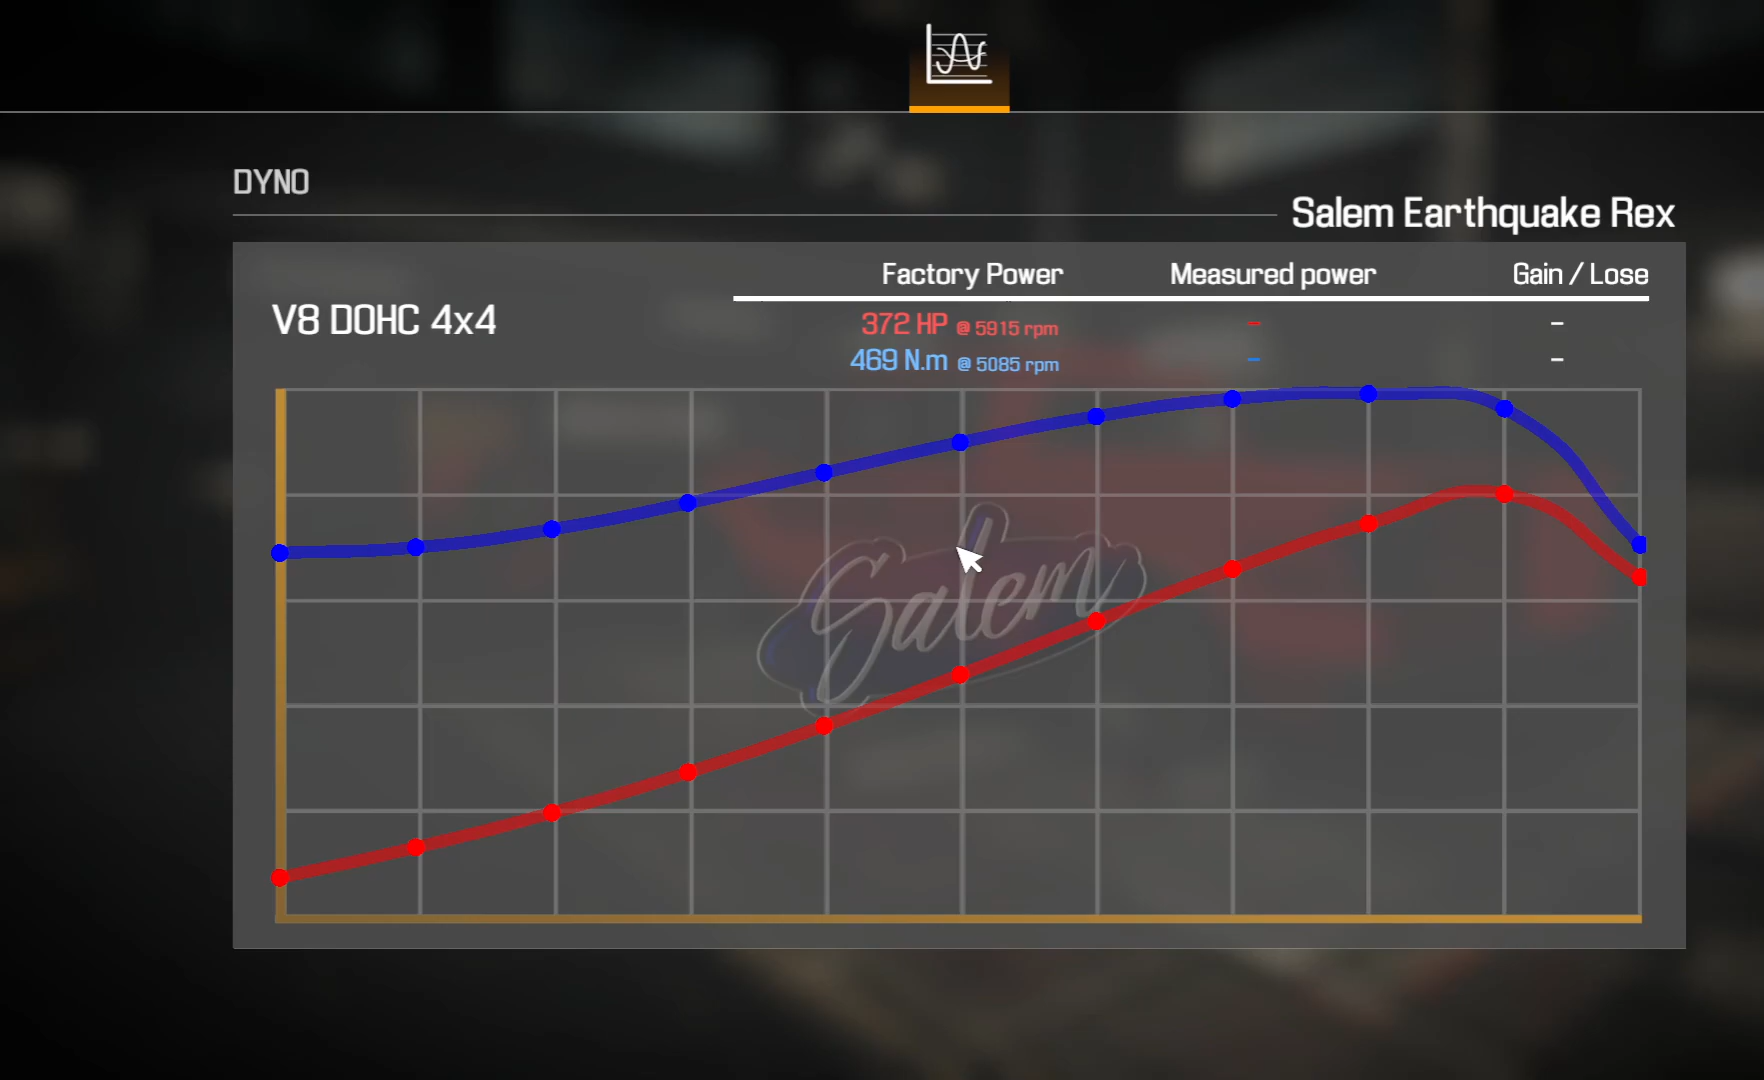 DYNO
Salem Earthquake Rex
Factory Power Measured power Gain / Lose
V8 DOHC 4x4
372 HP @ 5915 rpm - -
469 N.m @ 5085 rpm - -
Salem